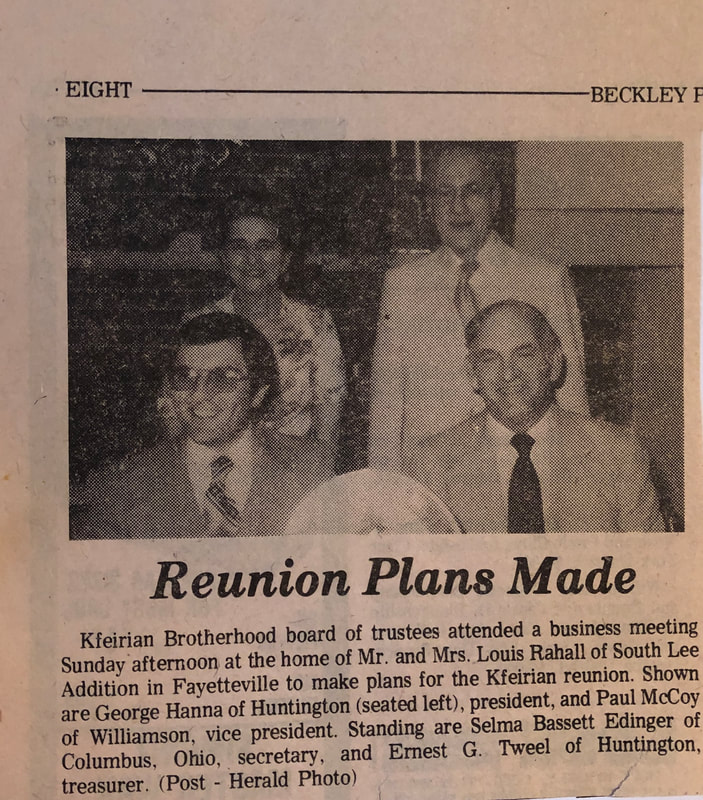 · EIGHT
BECKLEY
Reunion Plans Made
Kfeirian Brotherhood board of trustees attended a business meeting
Sunday afternoon at the home of Mr. and Mrs. Louis Rahall of South Lee
Addition in Fayetteville to make plans for the Kfeirian reunion. Shown
are George Hanna of Huntington (seated left), president, and Paul McCoy
of Williamson, vice president. Standing are Selma Bassett Edinger of
Columbus, Ohio, secretary, and Ernest G. Tweel of Huntington,
treasurer. (Post - Herald Photo)